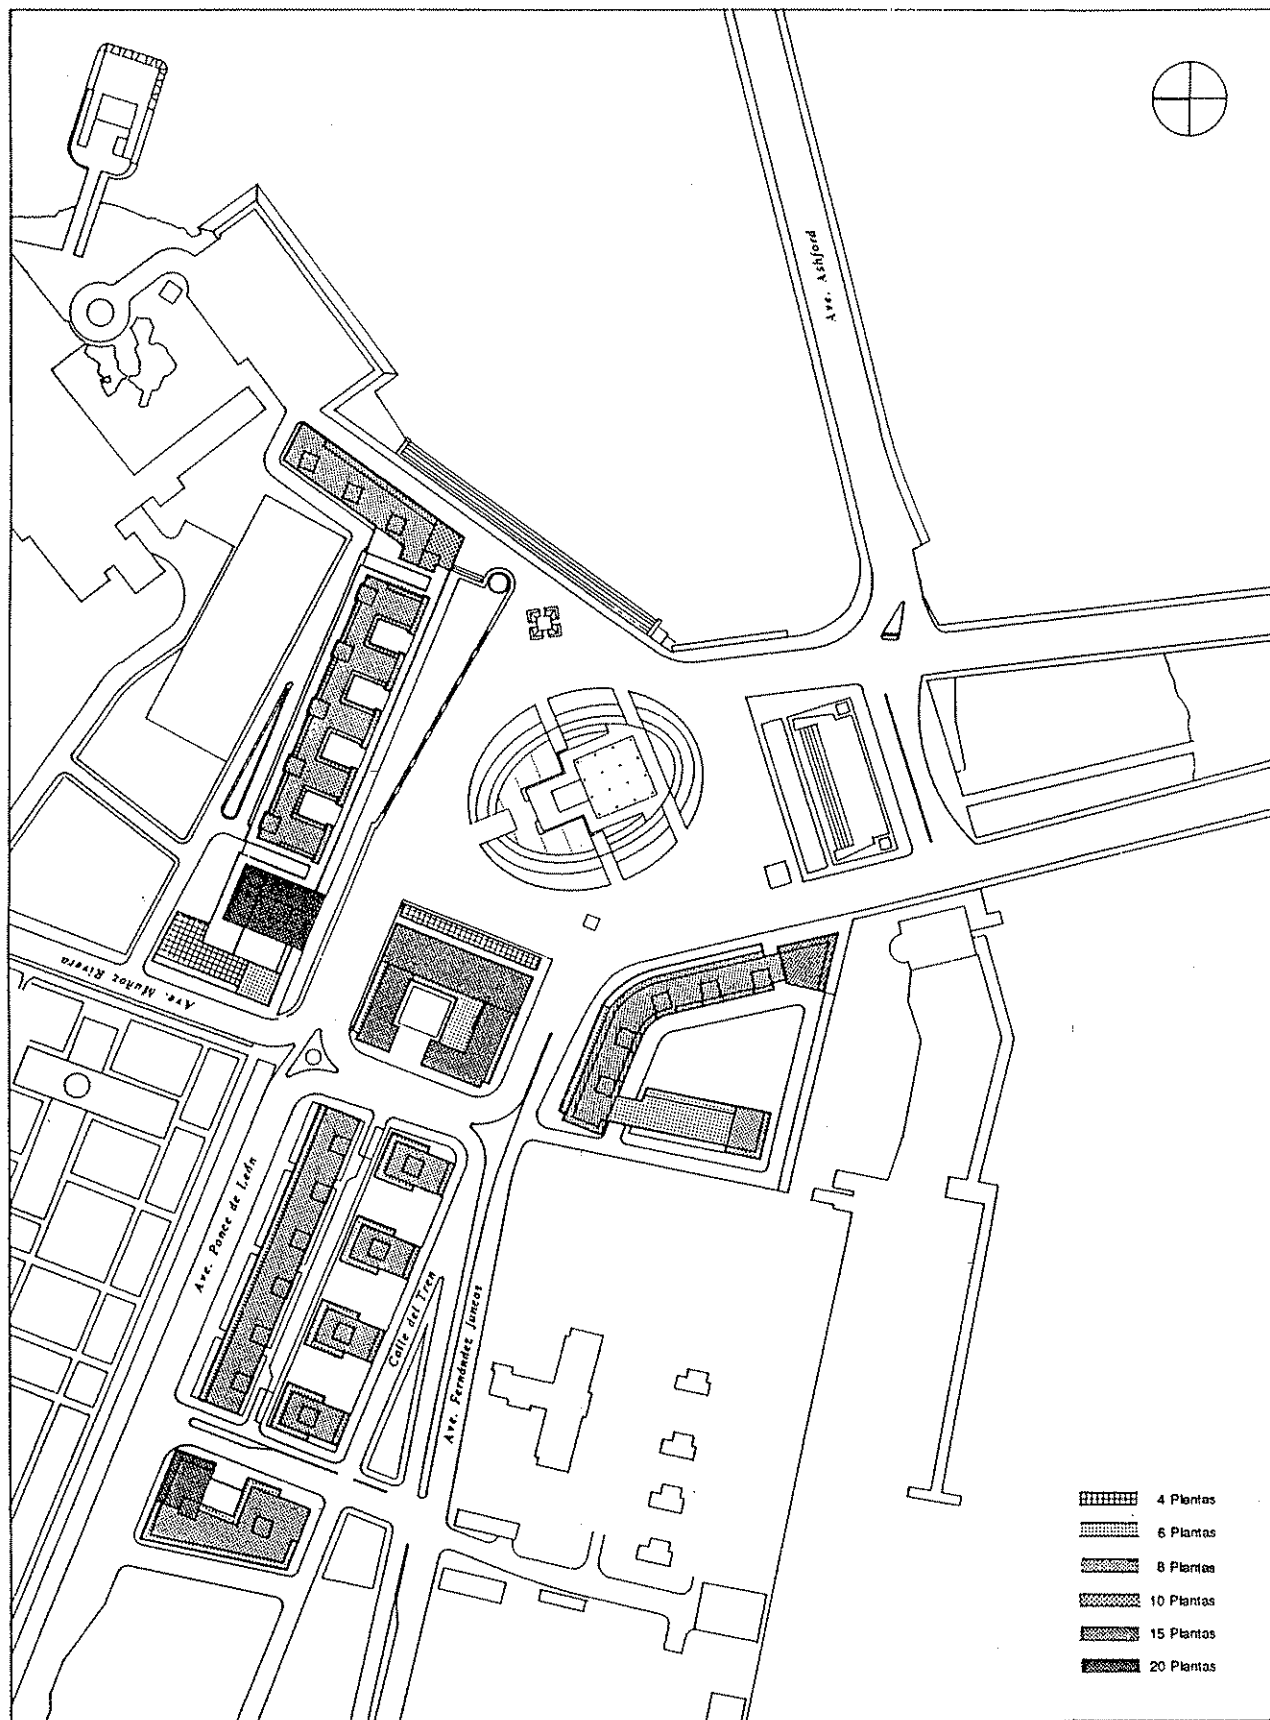 Ave. Ashford
Ave. Muñoz Rivera
Ave. Ponce de León
Calle del Tren
Ave. Fernández Juncos
4 Plantas
6 Plantas
8 Plantas
10 Plantas
15 Plantas
20 Plantas